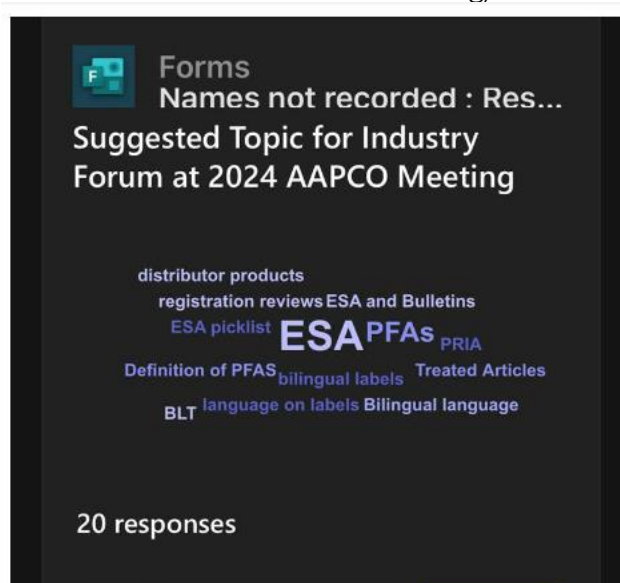 Forms
Names not recorded : Res...
Suggested Topic for Industry
Forum at 2024 AAPCO Meeting
distributor products
registration reviews ESA and Bulletins
ESA picklist ESA PFAs PRIA
Definition of PFAS bilingual labels Treated Articles
BLT language on labels Bilingual language
20 responses